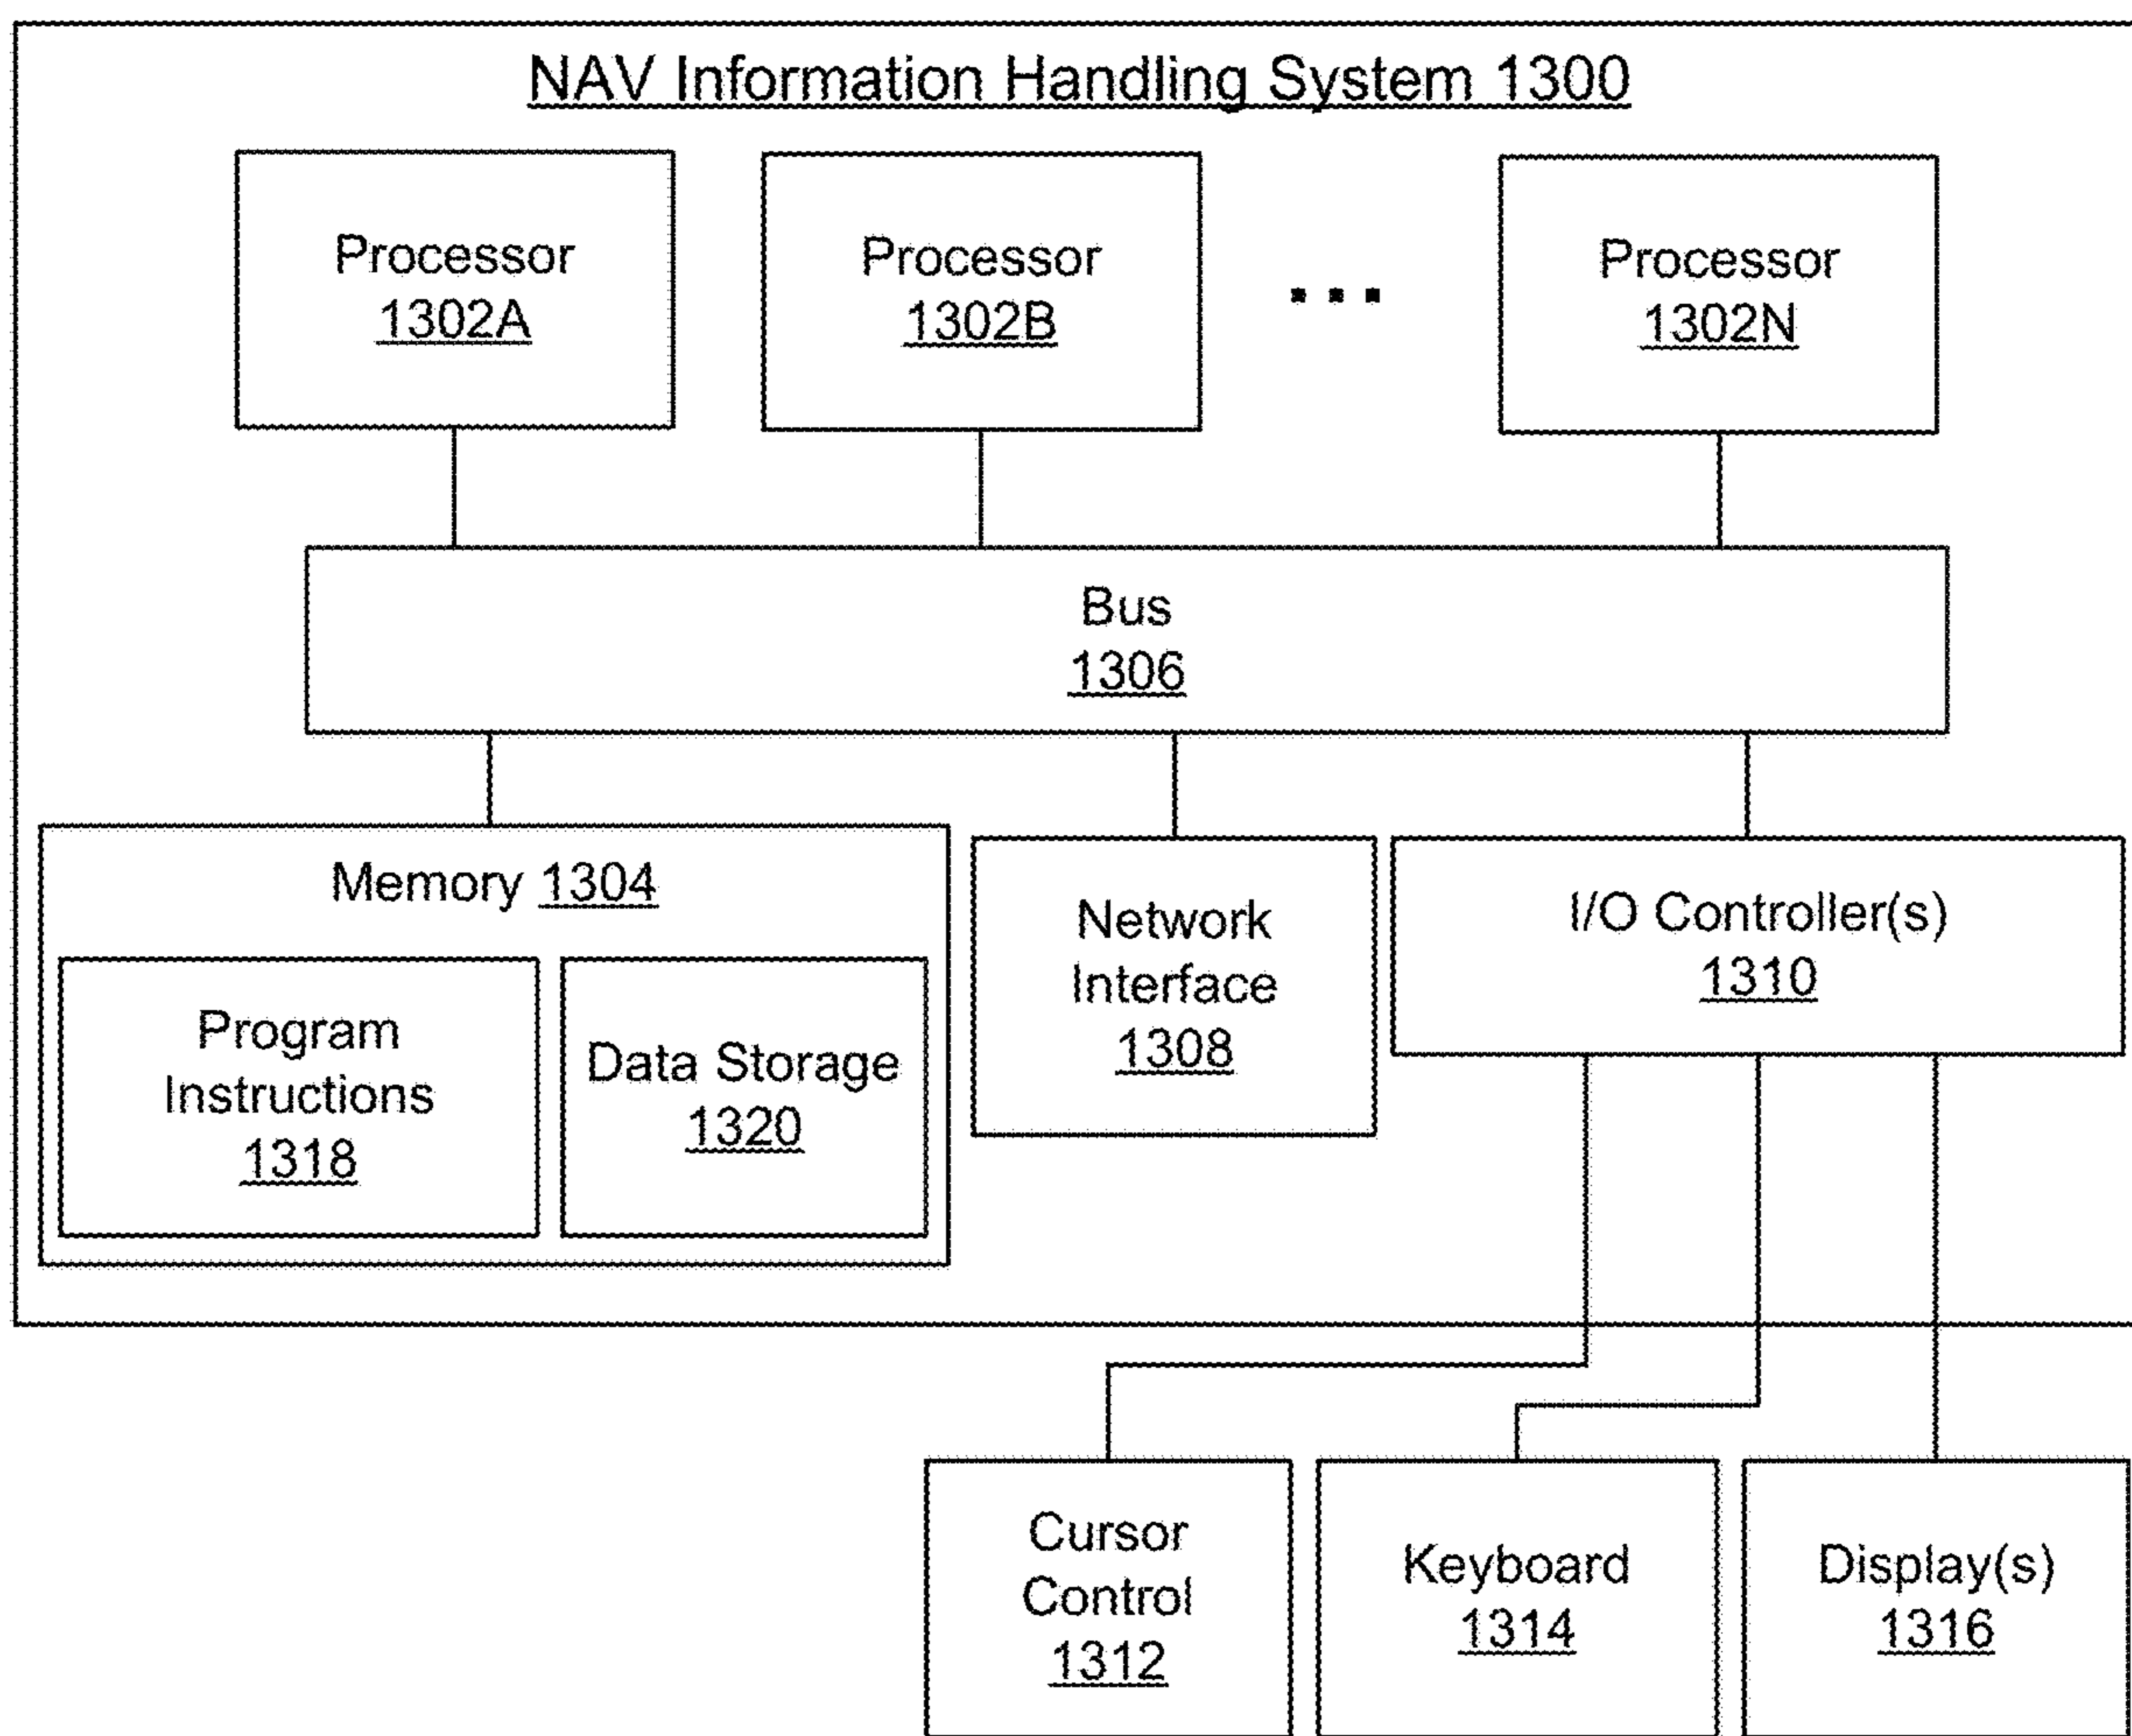 NAV Information Handling System 1300
Processor
1302A
Processor
1302B
...
Processor
1302N
Bus
1306
Memory 1304
Program
Instructions
1318
Data Storage
1320
Network
Interface
1308
I/O Controller(s)
1310
Cursor
Control
1312
Keyboard
1314
Display(s)
1316